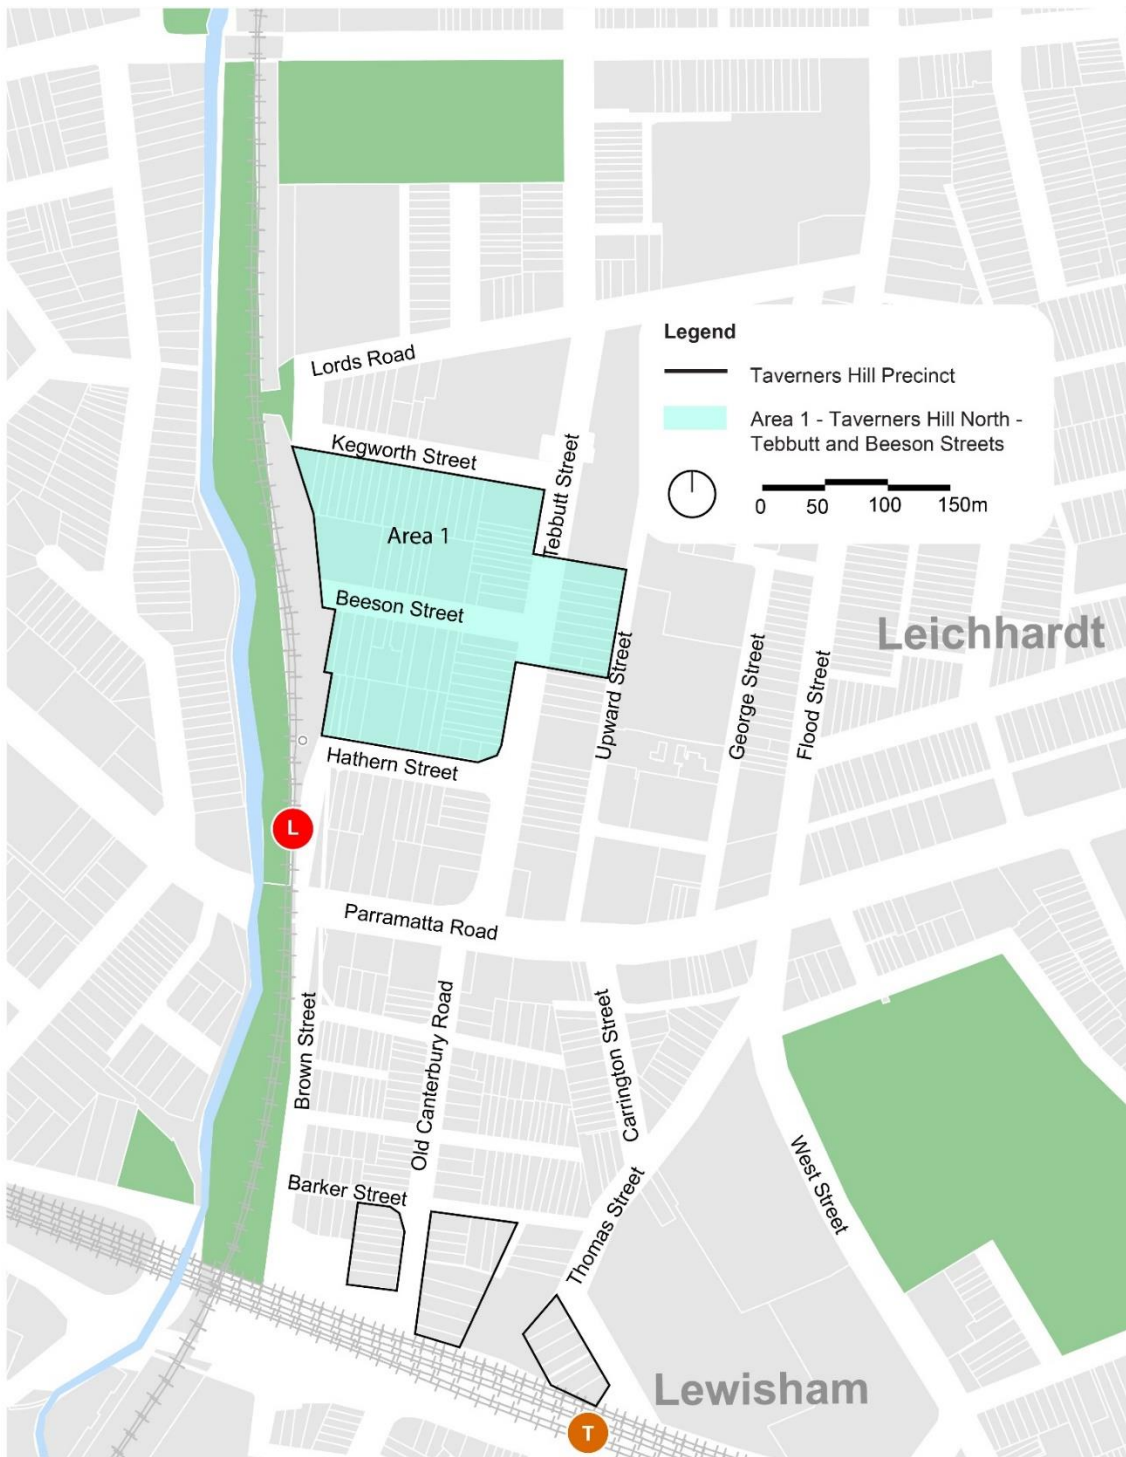 Lords Road
Legend
Taverners Hill Precinct
Area 1 - Taverners Hill North -
Tebbutt and Beeson Streets
0 50 100 150m
Kegworth Street
Tebbutt Street
Area 1
Beeson Street
Leichhardt
Upward Street
George Street
Flood Street
Hathern Street
L
Parramatta Road
Brown Street
Old Canterbury Road
Carrington Street
Barker Street
Thomas Street
West Street
Lewisham
T